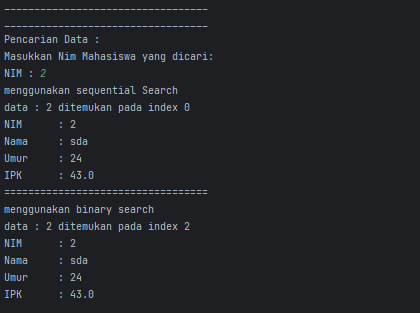 ----------------------------------
----------------------------------
Pencarian Data :
Masukkan Nim Mahasiswa yang dicari:
NIM : 2
menggunakan sequential Search
data : 2 ditemukan pada index 0
NIM      : 2
Nama     : sda
Umur     : 24
IPK      : 43.0
==================================
menggunakan binary search
data : 2 ditemukan pada index 2
NIM      : 2
Nama     : sda
Umur     : 24
IPK      : 43.0